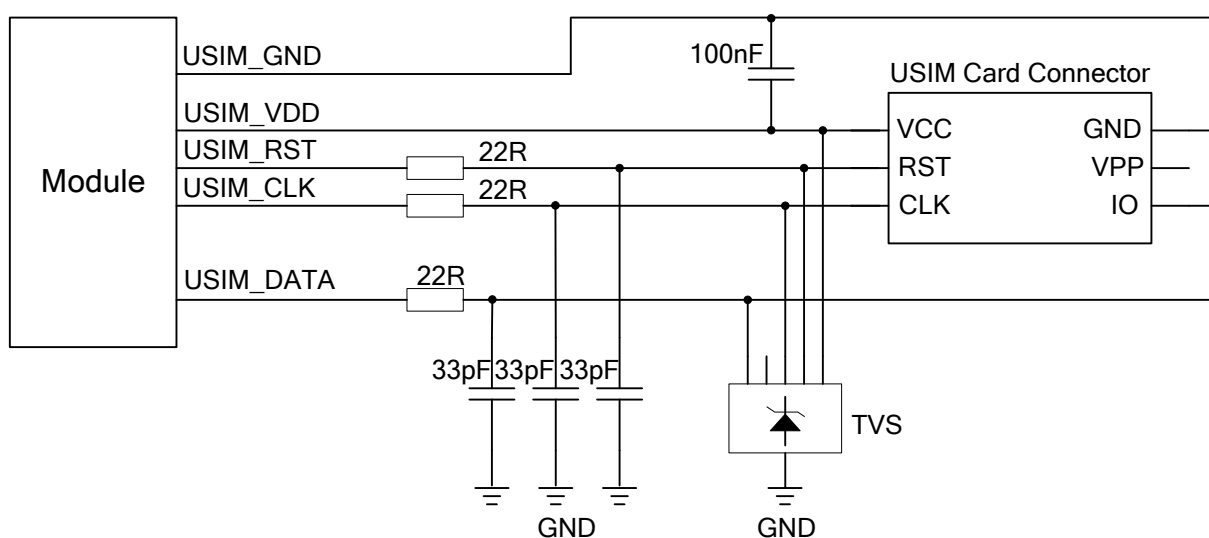 USIM_GND
100nF
USIM Card Connector
USIM_VDD
VCC
GND
USIM_RST
22R
RST
VPP
Module
USIM_CLK
22R
CLK
IO
USIM_DATA
22R
33pF 33pF 33pF
TVS
GND
GND